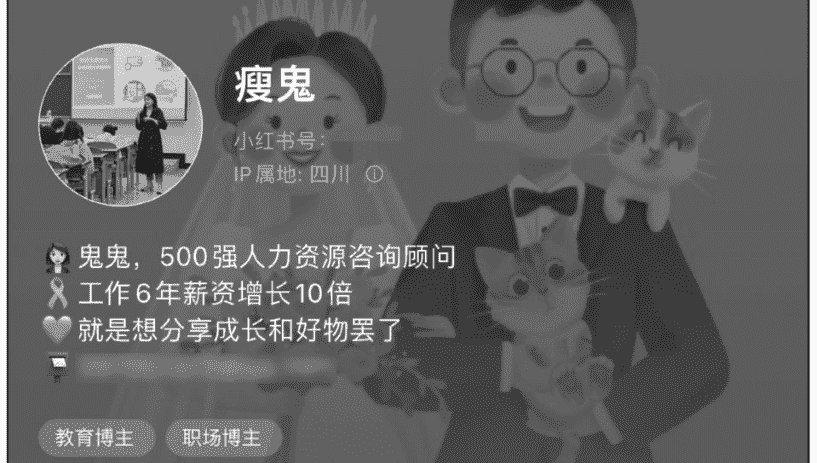 瘦鬼
小红书号:
IP属地: 四川
鬼鬼，500强人力资源咨询顾问
工作6年薪资增长10倍
就是想分享成长和好物罢了
教育博主 职场博主